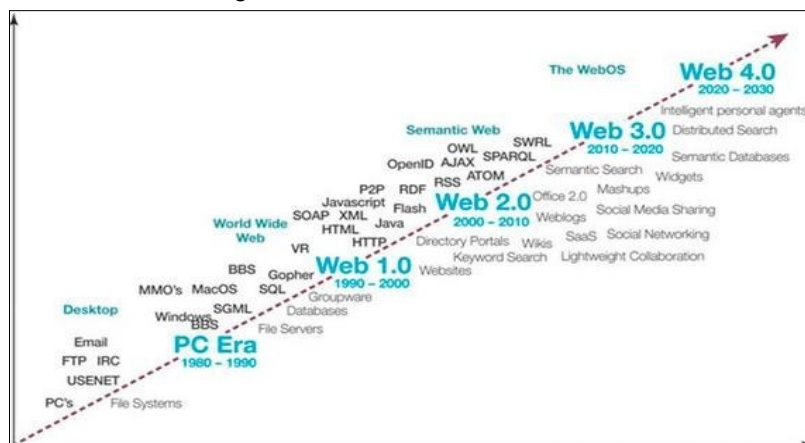 The WebOS
Web 4.0
2020 – 2030
Intelligent personal agents
Semantic Web
SWRL
Web 3.0
2010 – 2020
Distributed Search
OWL
OpenID
AJAX
SPARQL
Semantic Databases
ATOM
Semantic Search
Widgets
P2P
RDF
RSS
Mashups
Javascript
Flash
Web 2.0
2000 – 2010
Office 2.0
World Wide
Web
SOAP
XML
Java
Weblogs
Social Media Sharing
HTML
HTTP
Directory Portals
Wikis
SaaS
Social Networking
VR
Keyword Search
Lightweight Collaboration
BBS
Gopher
Web 1.0
1990 – 2000
Websites
MMO's
MacOS
SQL
Groupware
Desktop
SGML
Databases
Windows
BBS
File Servers
Email
PC Era
1980 – 1990
FTP
IRC
USENET
PC's
File Systems